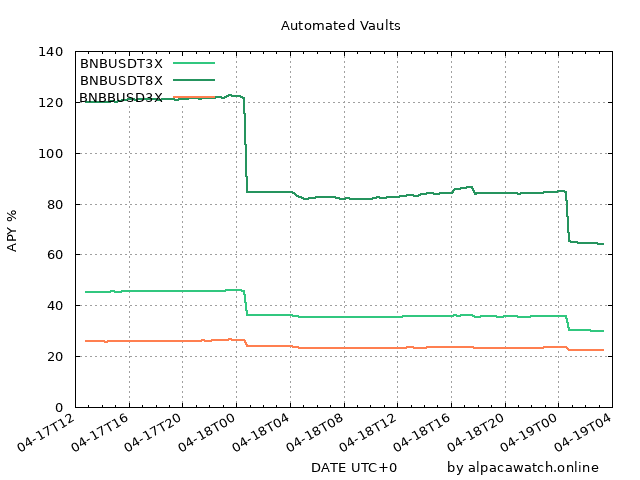 Automated Vaults
140
120
100
80
60
40
20
0
APY %
BNBUSDT3X
BNBUSDT8X
BNBBUSD3X
04-17T12
04-17T16
04-17T20
04-18T00
04-18T04
04-18T08
04-18T12
04-18T16
04-18T20
04-19T00
04-19T04
DATE UTC+0
by alpacawatch.online